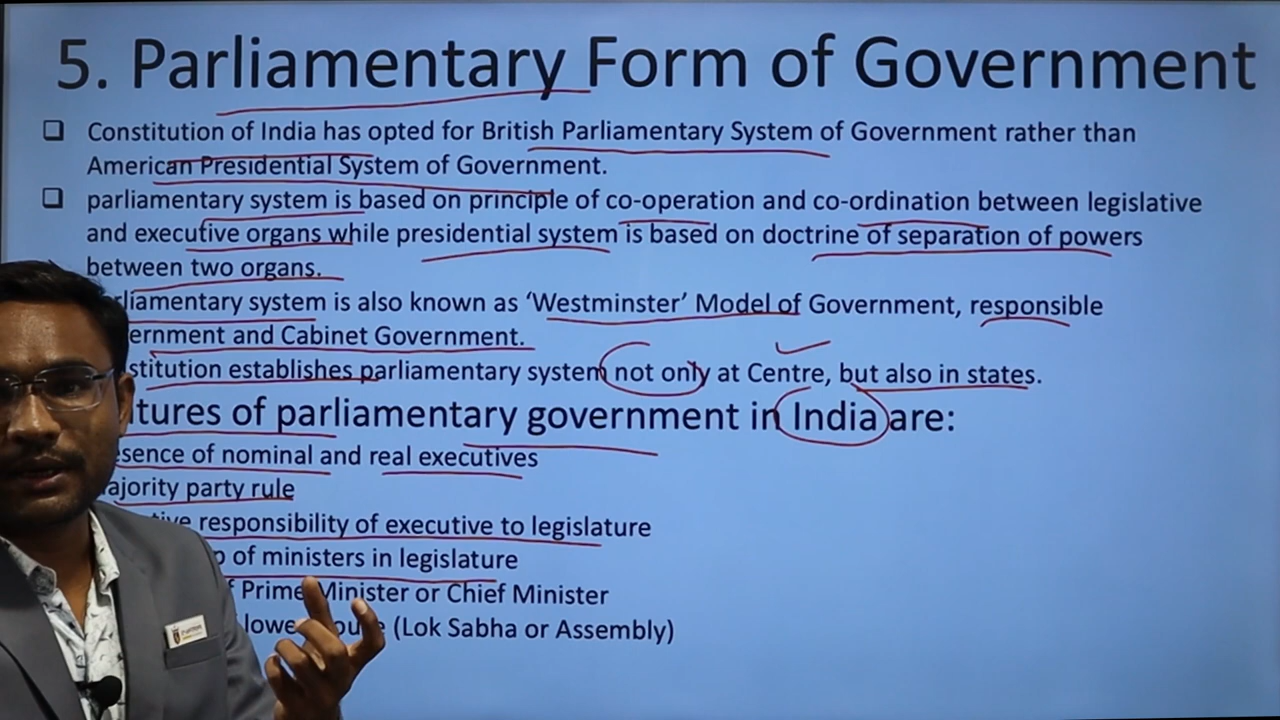 5. Parliamentary Form of Government
❑ Constitution of India has opted for British Parliamentary System of Government rather than
American Presidential System of Government.
❑ parliamentary system is based on principle of co-operation and co-ordination between legislative
and executive organs while presidential system is based on doctrine of separation of powers
between two organs.
rliamentary system is also known as ‘Westminster’ Model of Government, responsible
ernment and Cabinet Government.
stitution establishes parliamentary system not only at Centre, but also in states.
tures of parliamentary government in India are:
sence of nominal and real executives
ajority party rule
tive responsibility of executive to legislature
p of ministers in legislature
f Prime Minister or Chief Minister
lower House (Lok Sabha or Assembly)